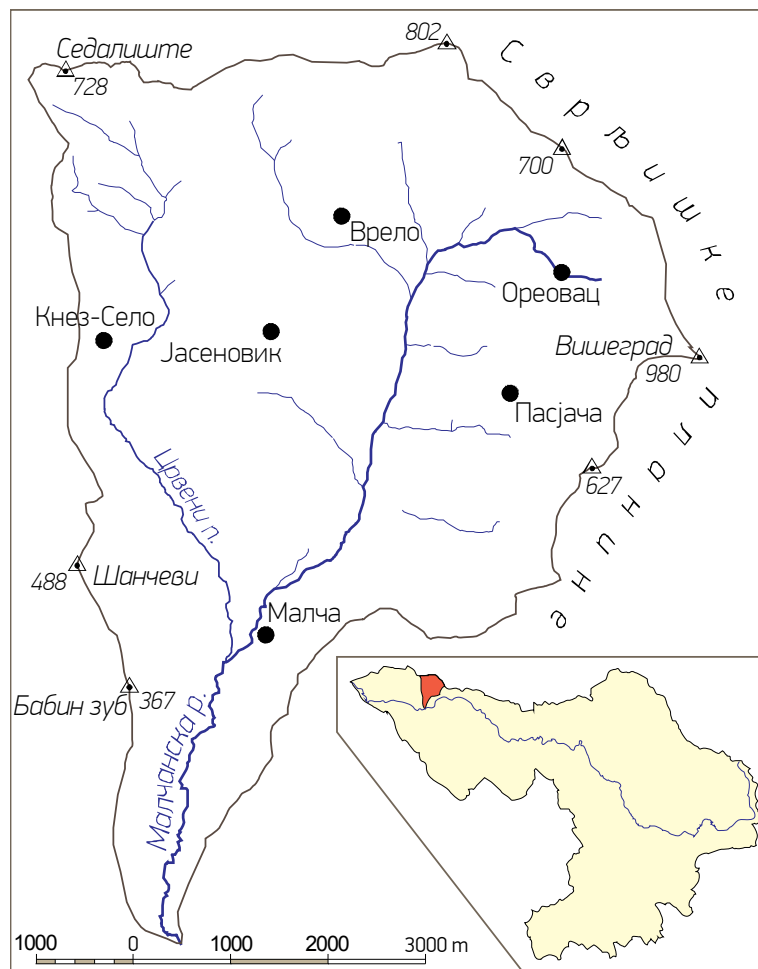 Седалиште
728
802
Сврљишке
700
Врело
Ореовац
Кнез-Село
Јасеновик
Вишеград
980
планине
Пасјача
627
Црвени п.
488
Шанчеви
Малча
Бабин зуб
367
Малчанска р.
1000 0 1000 2000 3000 m